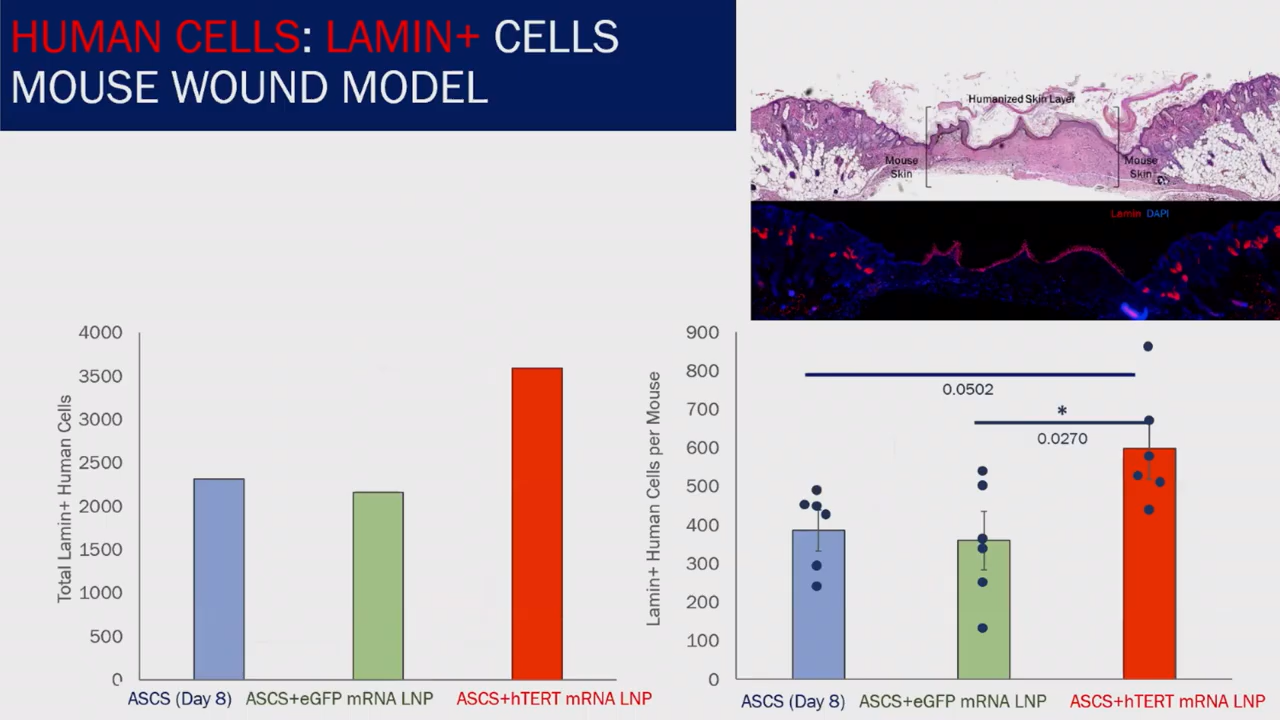 HUMAN CELLS: LAMIN+ CELLS
MOUSE WOUND MODEL
Humanized Skin Layer
Mouse
Skin
Mouse
Skin
Lamin DAPI
Total Lamin+ Human Cells
4000
3500
3000
2500
2000
1500
1000
500
0
ASCS (Day 8) ASCS+eGFP mRNA LNP ASCS+hTERT mRNA LNP
Lamin+ Human Cells per Mouse
900
800
700
600
500
400
300
200
100
0
0.0502
*
0.0270
ASCS (Day 8) ASCS+eGFP mRNA LNP ASCS+hTERT mRNA LNP